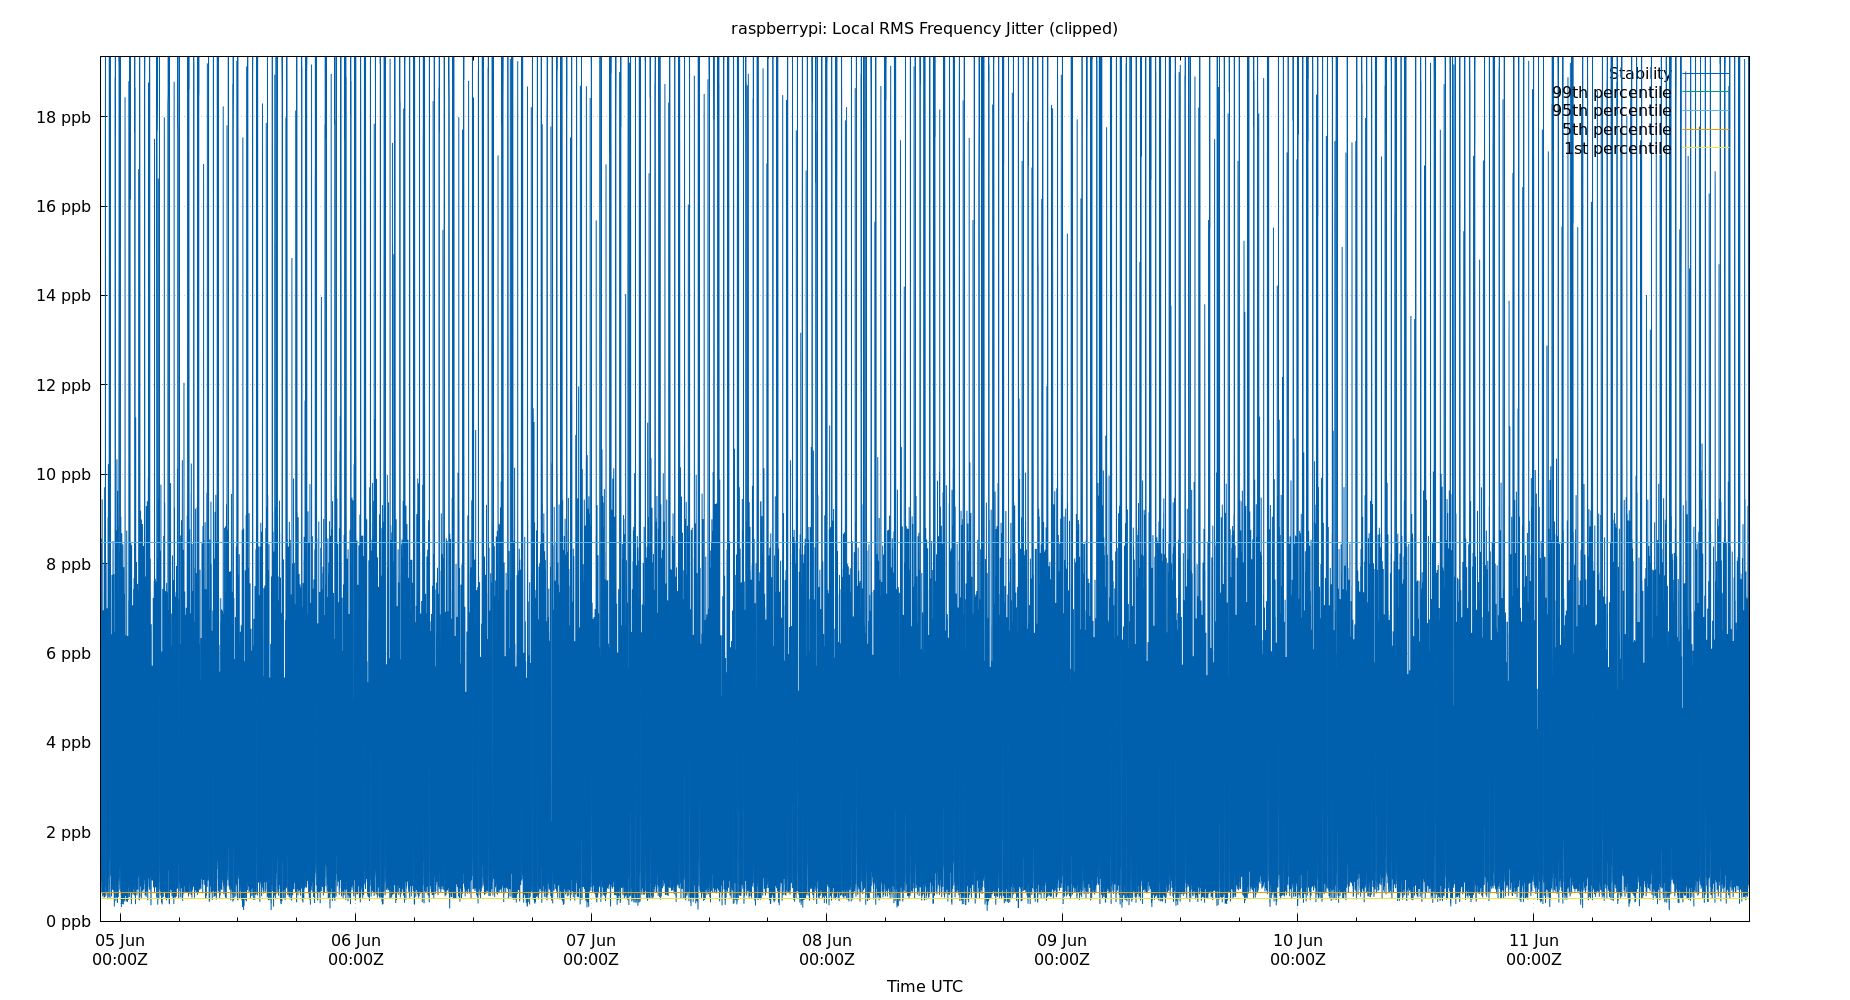 raspberrypi: Local RMS Frequency Jitter (clipped)
Stability
99th percentile
95th percentile
5th percentile
1st percentile
18 ppb
16 ppb
14 ppb
12 ppb
10 ppb
8 ppb
6 ppb
4 ppb
2 ppb
0 ppb
05 Jun 06 Jun 07 Jun 08 Jun 09 Jun 10 Jun 11 Jun
00:00Z 00:00Z 00:00Z 00:00Z 00:00Z 00:00Z 00:00Z
Time UTC